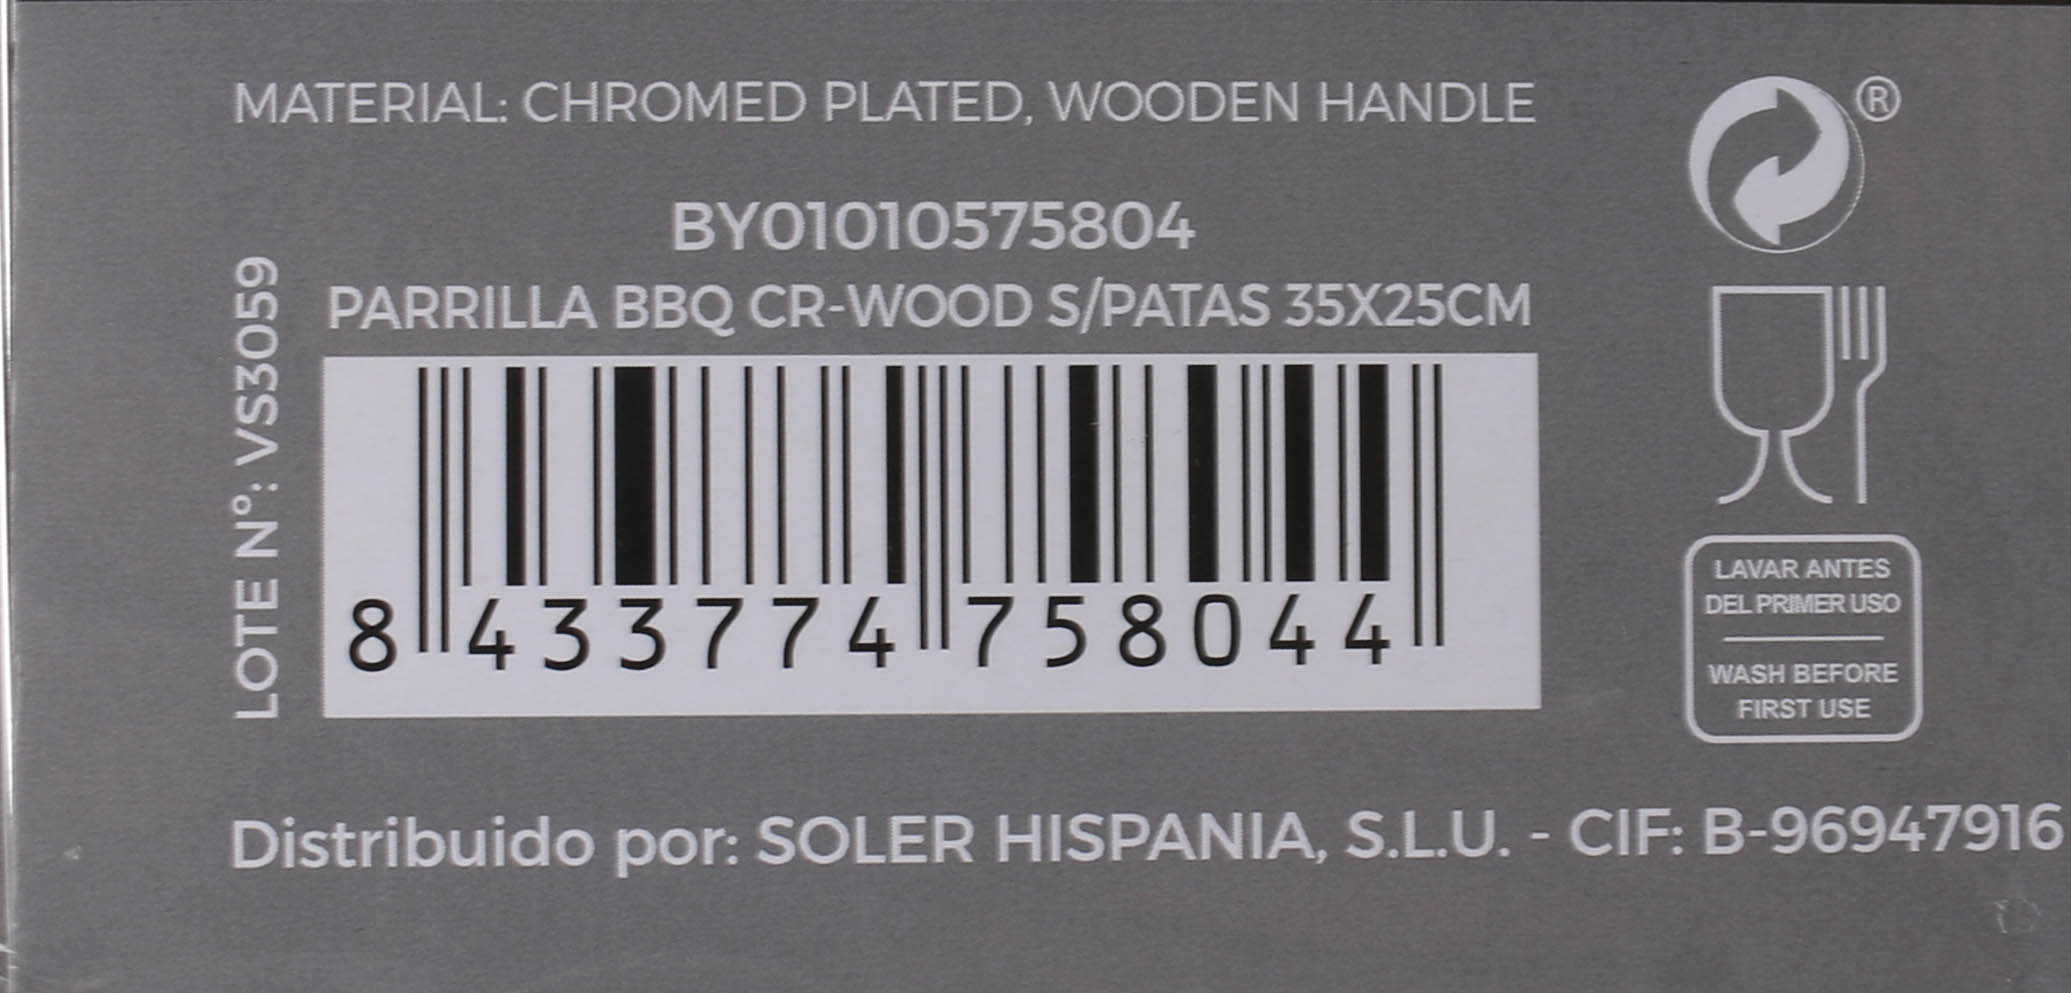 MATERIAL: CHROMED PLATED, WOODEN HANDLE
®
BY01010575804
PARRILLA BBQ CR-WOOD S/PATAS 35X25CM
LOTE Nº: VS3059
8 433774 758044
LAVAR ANTES
DEL PRIMER USO
WASH BEFORE
FIRST USE
Distribuido por: SOLER HISPANIA, S.L.U. - CIF: B-96947916